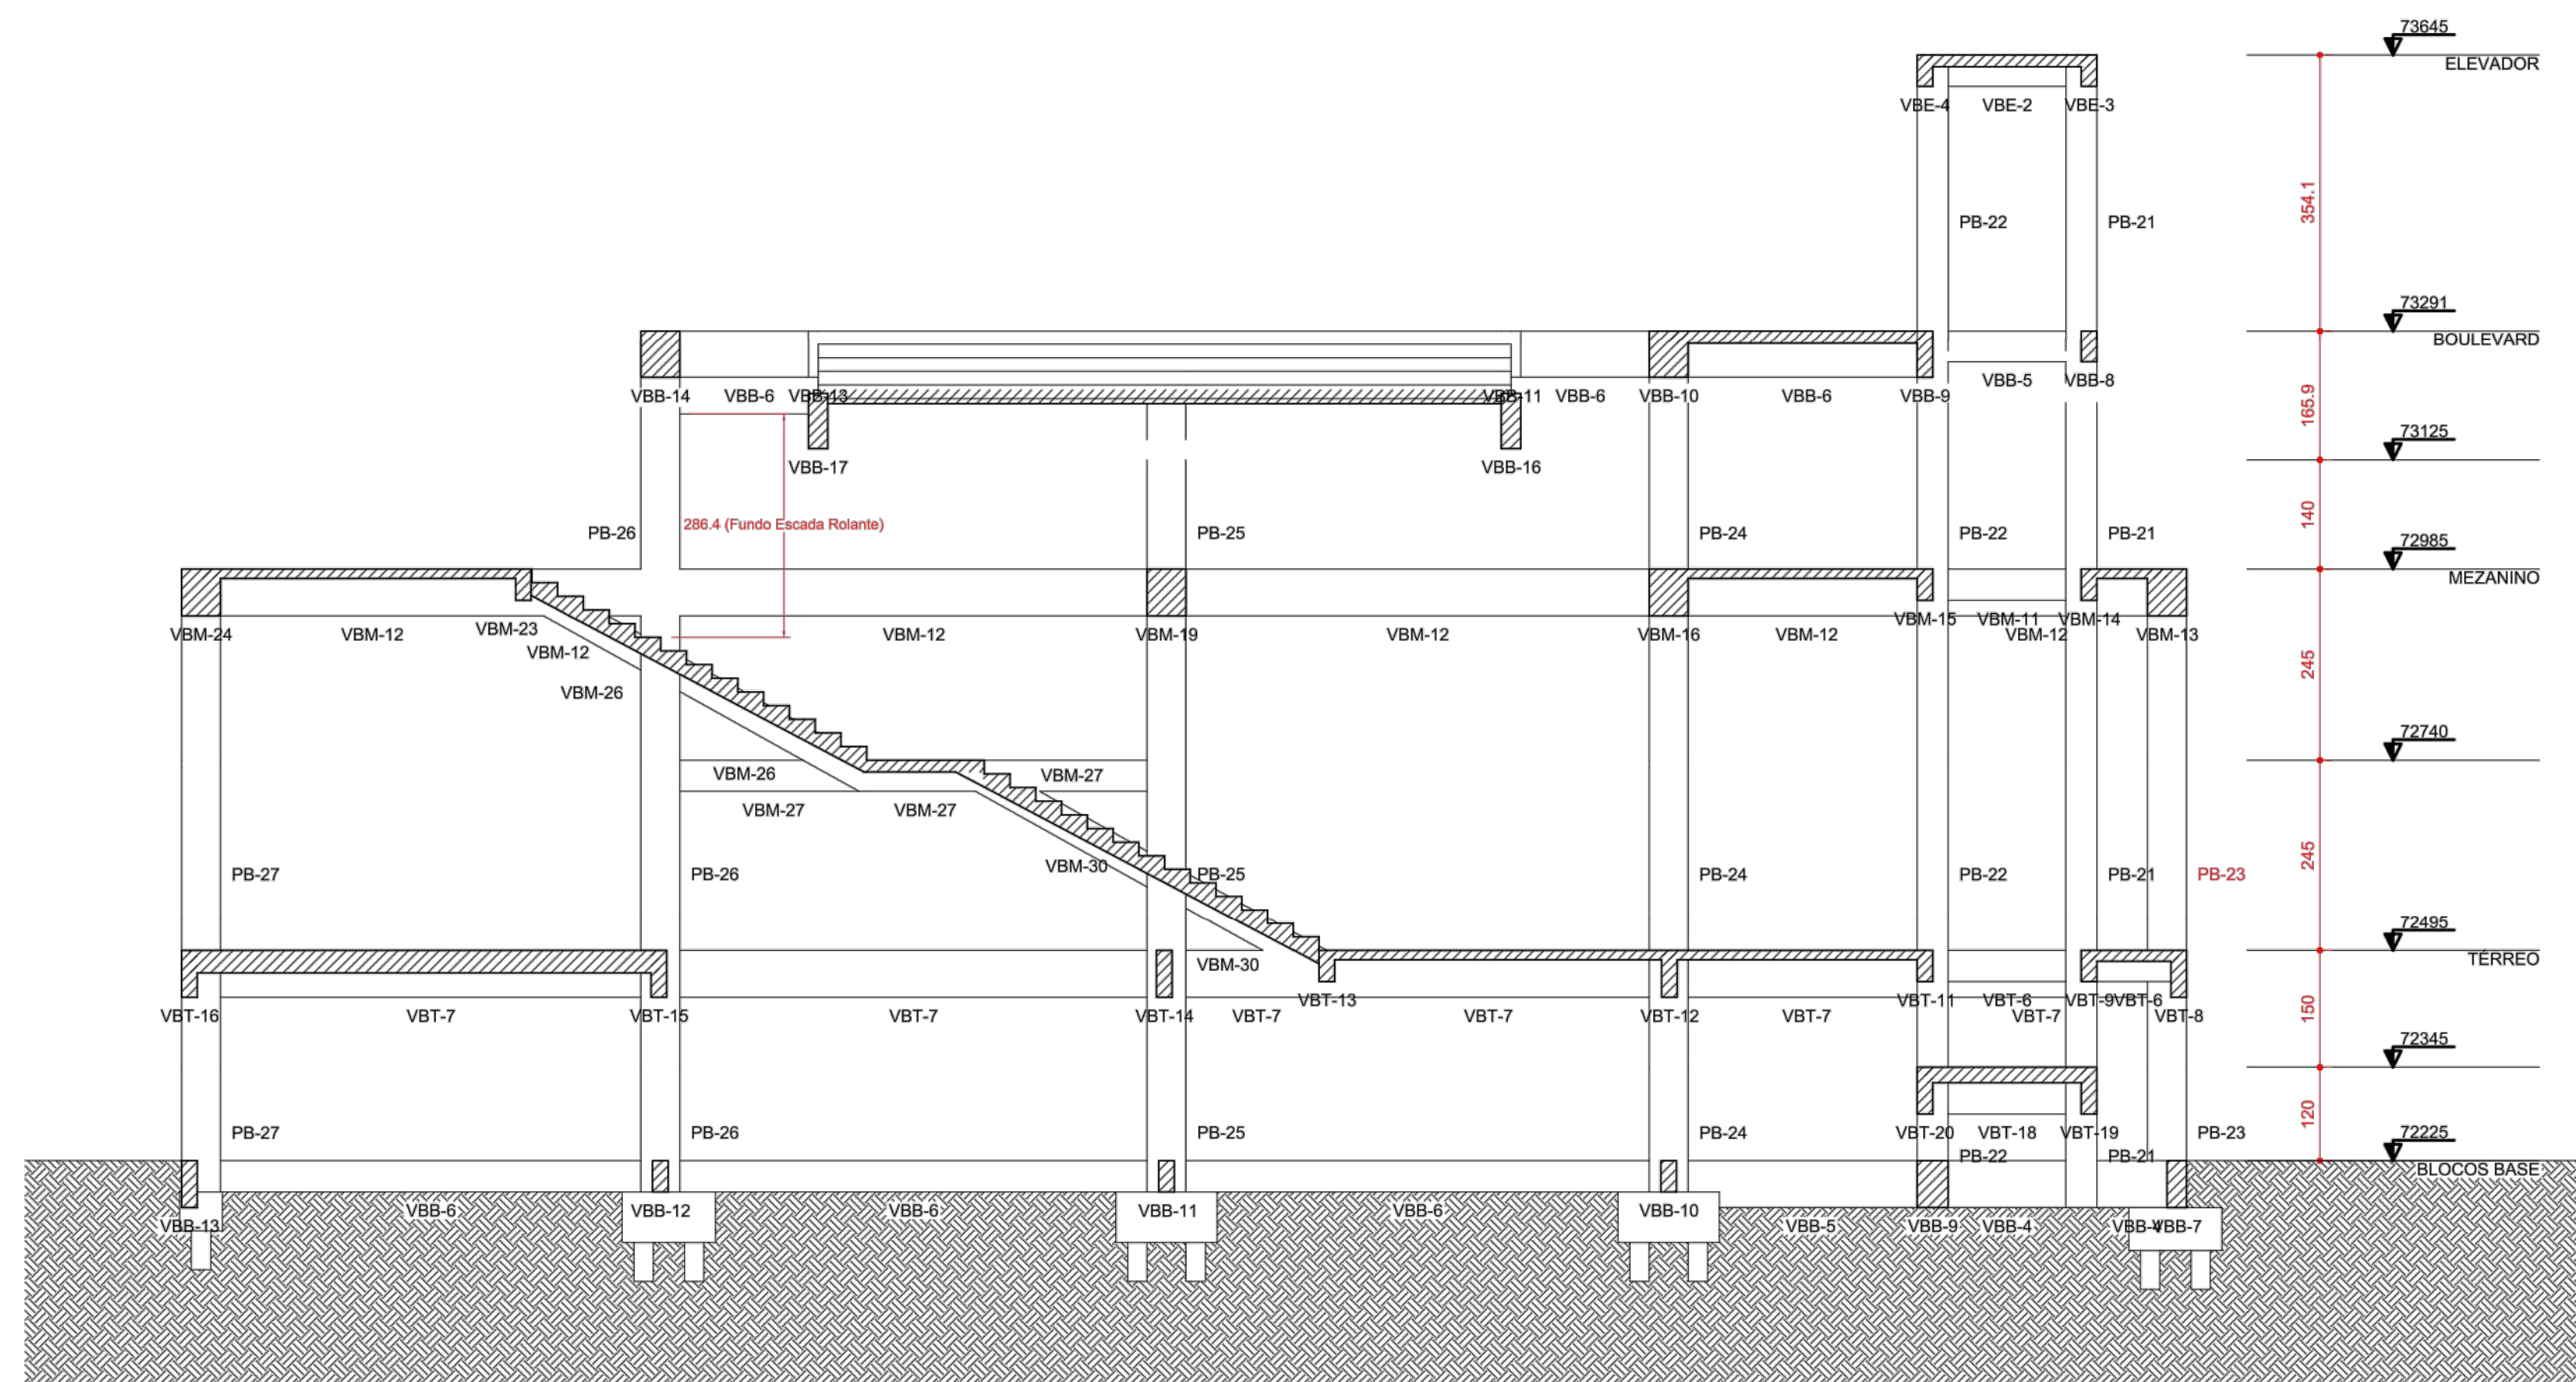 73645
ELEVADOR
VBE-4 VBE-2 VBE-3
354.1
PB-22 PB-21
73291
BOULEVARD
VBB-5 VBB-8
VBB-14 VBB-6 VBB-13 VBB-11 VBB-6 VBB-10 VBB-6 VBB-9
165.9
73125
VBB-17 VBB-16
140
286.4 (Fundo Escada Rolante)
PB-26 PB-25 PB-24 PB-22 PB-21
72985
MEZANINO
VBM-15 VBM-11 VBM-14
VBM-24 VBM-12 VBM-23 VBM-12 VBM-19 VBM-12 VBM-16 VBM-12 VBM-12 VBM-13
VBM-12
245
VBM-26
72740
VBM-26 VBM-27
VBM-27 VBM-27
245
VBM-30
PB-27 PB-26 PB-25 PB-24 PB-22 PB-21 PB-23
72495
TÉRREO
VBM-30
VBT-13 VBT-11 VBT-6 VBT-9 VBT-6
VBT-16 VBT-7 VBT-15 VBT-7 VBT-14 VBT-7 VBT-7 VBT-12 VBT-7 VBT-7 VBT-8
150
72345
120
PB-27 PB-26 PB-25 PB-24 VBT-20 VBT-18 VBT-19 PB-23
72225
PB-22 PB-21
BLOCOS BASE
VBB-6 VBB-12 VBB-6 VBB-11 VBB-6 VBB-10
VBB-13 VBB-5 VBB-9 VBB-4 VBB-4 VBB-7